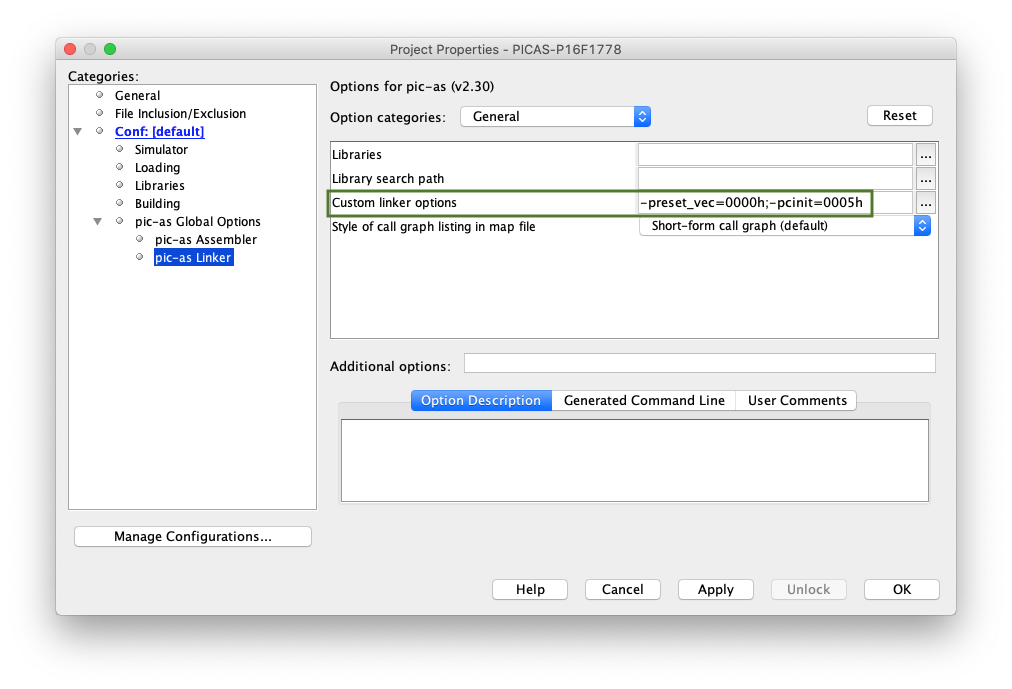 Project Properties - PICAS-P16F1778
Categories:
General
File Inclusion/Exclusion
Conf: [default]
Simulator
Loading
Libraries
Building
pic-as Global Options
pic-as Assembler
pic-as Linker
Manage Configurations...
Options for pic-as (v2.30)
Option categories: General Reset
Libraries ...
Library search path ...
Custom linker options -preset_vec=0000h;-pcinit=0005h ...
Style of call graph listing in map file Short-form call graph (default)
Additional options:
Option Description Generated Command Line User Comments
Help Cancel Apply Unlock OK